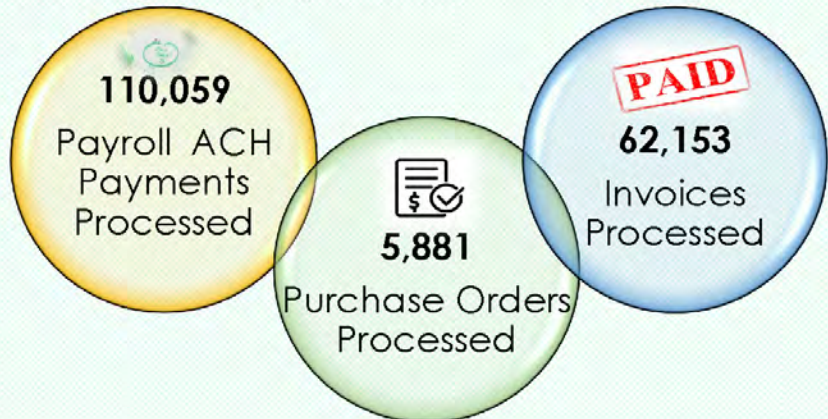 110,059
Payroll ACH
Payments
Processed
$
5,881
Purchase Orders
Processed
PAID
62,153
Invoices
Processed